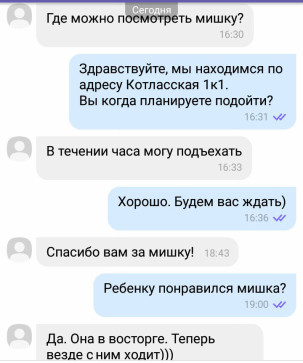 Сегодня
Где можно посмотреть мишку?
16:30
Здравствуйте, мы находимся по
адресу Котласская 1к1.
Вы когда планируете подойти?
16:31
В течении часа могу подъехать
16:33
Хорошо. Будем вас ждать)
16:36
Спасибо вам за мишку! 18:43
Ребенку понравился мишка?
19:00
Да. Она в восторге. Теперь
везде с ним ходит)))